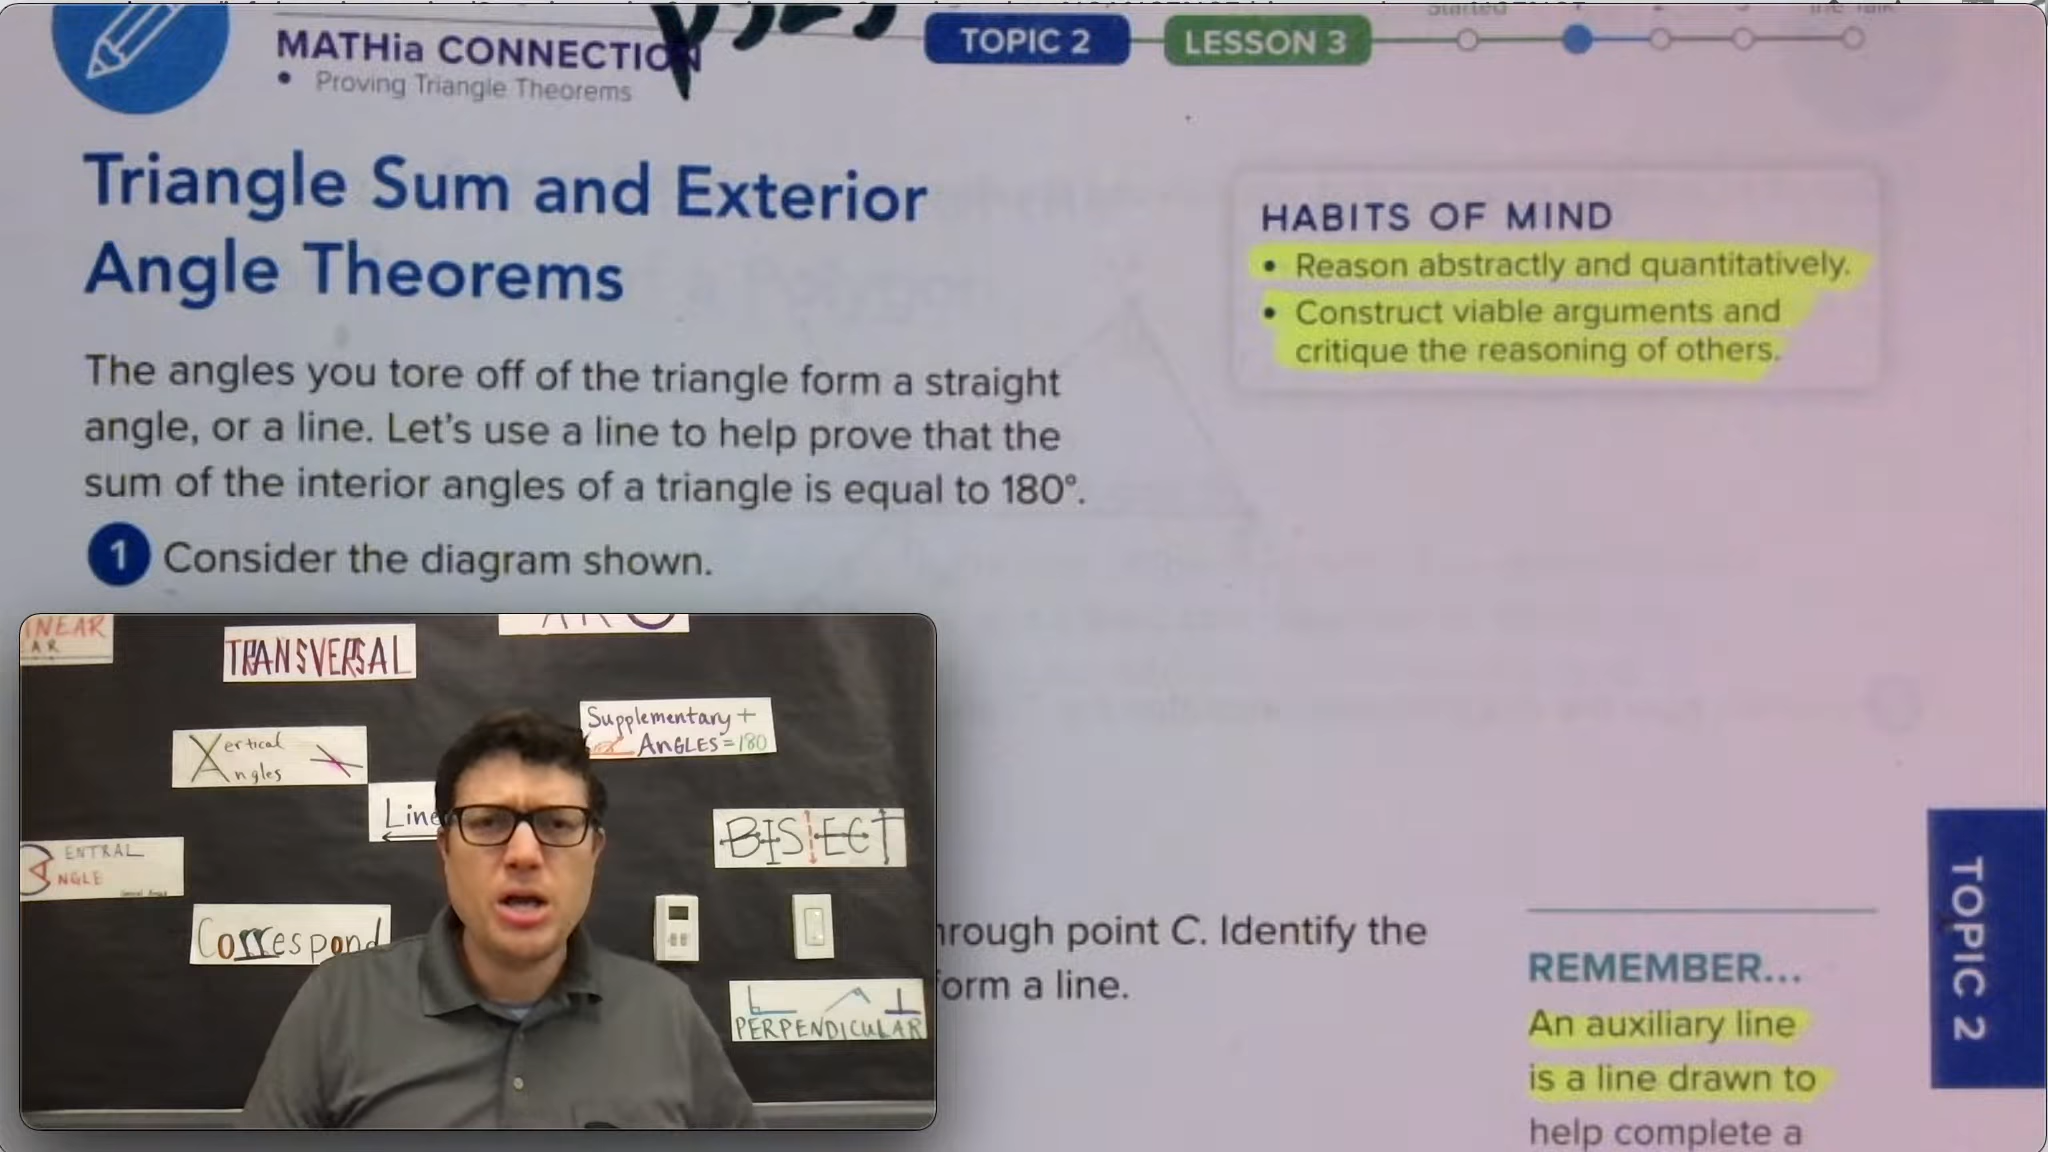 MATHia CONNECTION
• Proving Triangle Theorems
TOPIC 2
LESSON 3
Started
Triangle Sum and Exterior
Angle Theorems
HABITS OF MIND
• Reason abstractly and quantitatively.
• Construct viable arguments and
critique the reasoning of others.
The angles you tore off of the triangle form a straight
angle, or a line. Let's use a line to help prove that the
sum of the interior angles of a triangle is equal to 180°.
1 Consider the diagram shown.
TRANSVERSAL
Supplementary
ANGLES = 180
Vertical
Angles
Line
BISECT
ENTRAL
NGLE
Correspond
PERPENDICULAR
through point C. Identify the
form a line.
REMEMBER...
An auxiliary line
is a line drawn to
help complete a
TOPIC 2